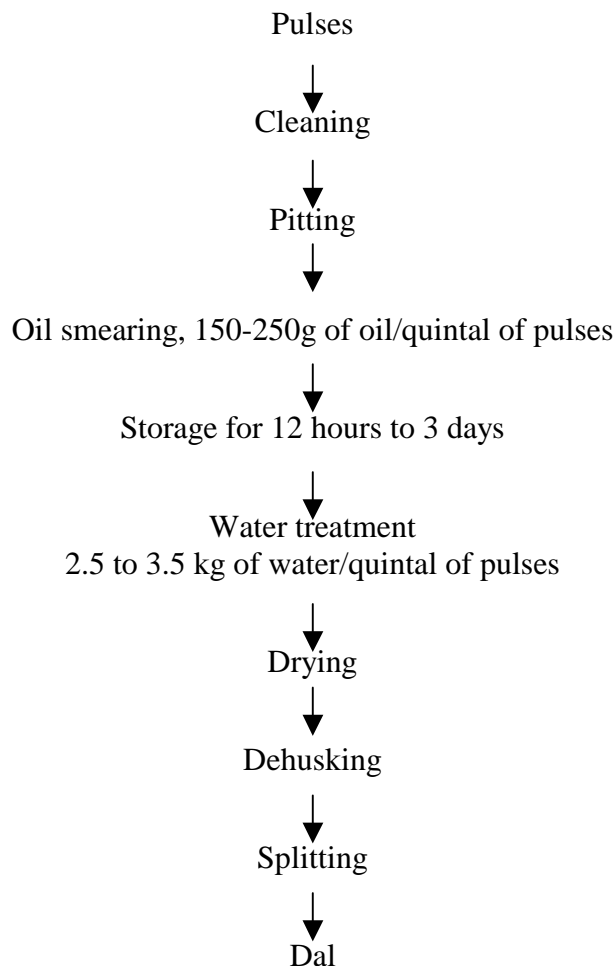 Pulses
Cleaning
Pitting
Oil smearing, 150-250g of oil/quintal of pulses
Storage for 12 hours to 3 days
Water treatment
2.5 to 3.5 kg of water/quintal of pulses
Drying
Dehusking
Splitting
Dal